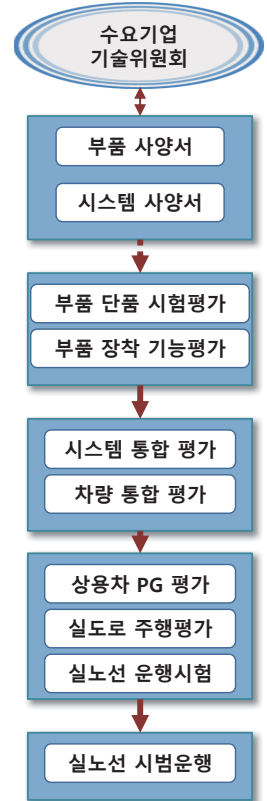 수요기업
기술위원회
부품 사양서
시스템 사양서
부품 단품 시험평가
부품 장착 기능평가
시스템 통합 평가
차량 통합 평가
상용차 PG 평가
실도로 주행평가
실노선 운행시험
실노선 시범운행